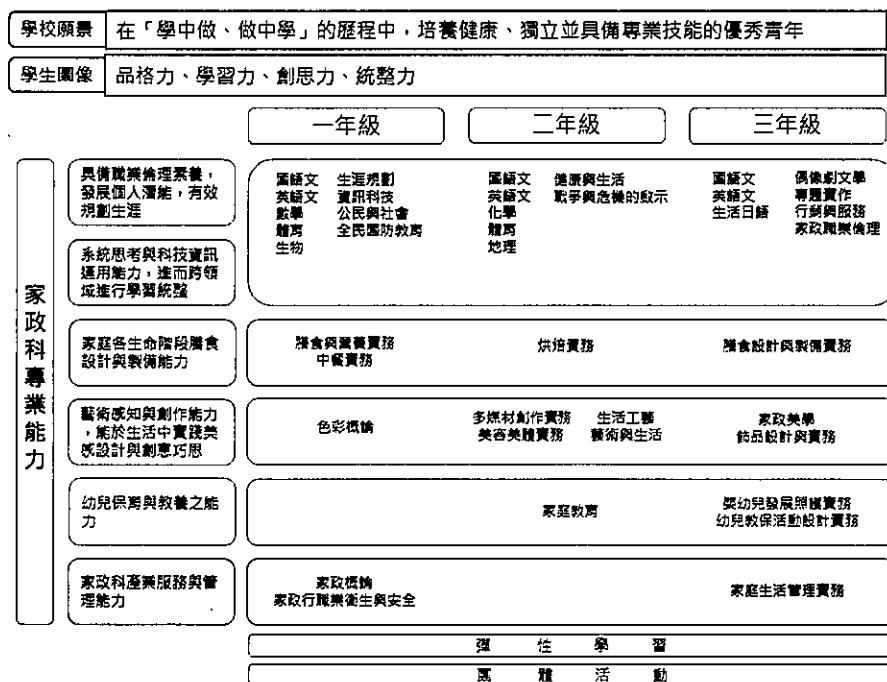 學校願景 在「學中做、做中學」的歷程中，培養健康、獨立並具備專業技能的優秀青年
學生圖像 品格力、學習力、創思力、統整力
一年級 二年級 三年級
家政科專業能力
具備職業倫理素養，
發展個人潛能，有效
規劃生涯
系統思考與科技資訊
運用能力，進而跨領
域進行學習統整
國語文 生涯規劃
英語文 資訊科技
數學 公民與社會
體育 全民國防教育
生物
國語文 健康與生活
英語文 戰爭與危機的啟示
化學
體育
地理
國語文 偶像劇文學
英語文 專題實作
生活日語 行銷與服務
家政職業倫理
家庭各生命階段膳食
設計與製備能力
膳食與營養實務
中餐實務
烘焙實務
膳食設計與製備實務
藝術感知與創作能力
，能於生活中實踐美
感設計與創意巧思
色彩概論
多媒材創作實務 生活工藝
美容美體實務 藝術與生活
家政美學
飾品設計與實務
幼兒保育與教養之能
力
家庭教育
嬰幼兒發展照護實務
幼兒教保活動設計實務
家政科產業服務與管
理能力
家政概論
家政行職業衛生與安全
家庭生活管理實務
彈性學習
團體活動